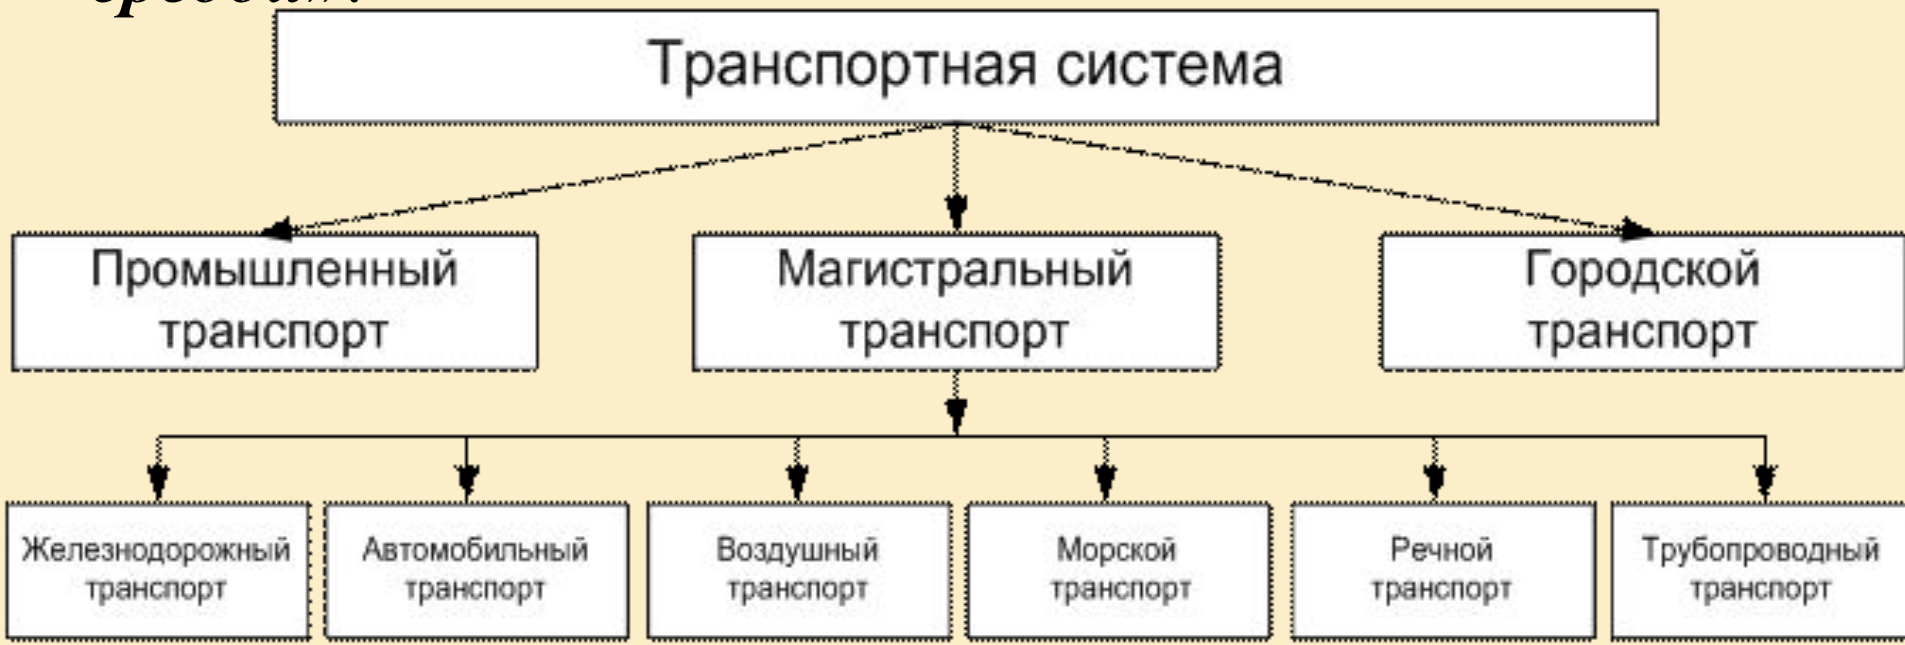 Транспортная система
Промышленный
транспорт
Магистральный
транспорт
Городской
транспорт
Железнодорожный
транспорт
Автомобильный
транспорт
Воздушный
транспорт
Морской
транспорт
Речной
транспорт
Трубопроводный
транспорт